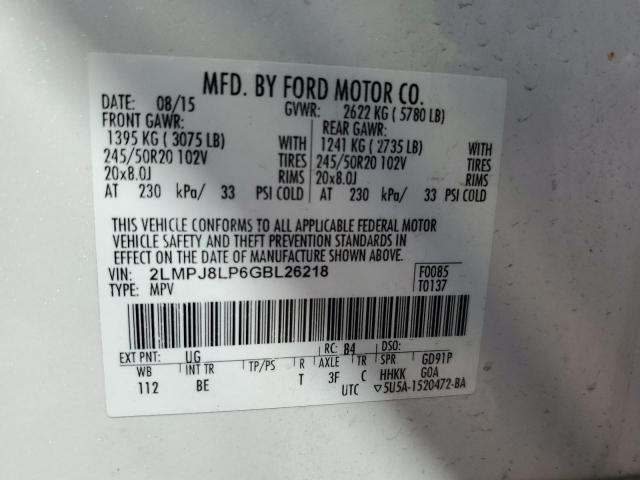 MFD. BY FORD MOTOR CO.
DATE: 08/15 GVWR: 2622 KG ( 5780 LB)
FRONT GAWR: REAR GAWR:
1395 KG ( 3075 LB) WITH 1241 KG ( 2735 LB) WITH
245/50R20 102V TIRES 245/50R20 102V TIRES
20x8.0J RIMS 20x8.0J RIMS
AT 230 kPa/ 33 PSI COLD AT 230 kPa/ 33 PSI COLD
THIS VEHICLE CONFORMS TO ALL APPLICABLE FEDERAL MOTOR
VEHICLE SAFETY AND THEFT PREVENTION STANDARDS IN
EFFECT ON THE DATE OF MANUFACTURE SHOWN ABOVE.
VIN: 2LMPJ8LP6GBL26218 F0085
TYPE: MPV T0137
EXT PNT: UG RC: 84 DSO:
WB INT TR TP/PS R AXLE TR SPR GD91P
112 BE T 3F C HHKK GOA
UTC ▽5U5A-1520472-BA